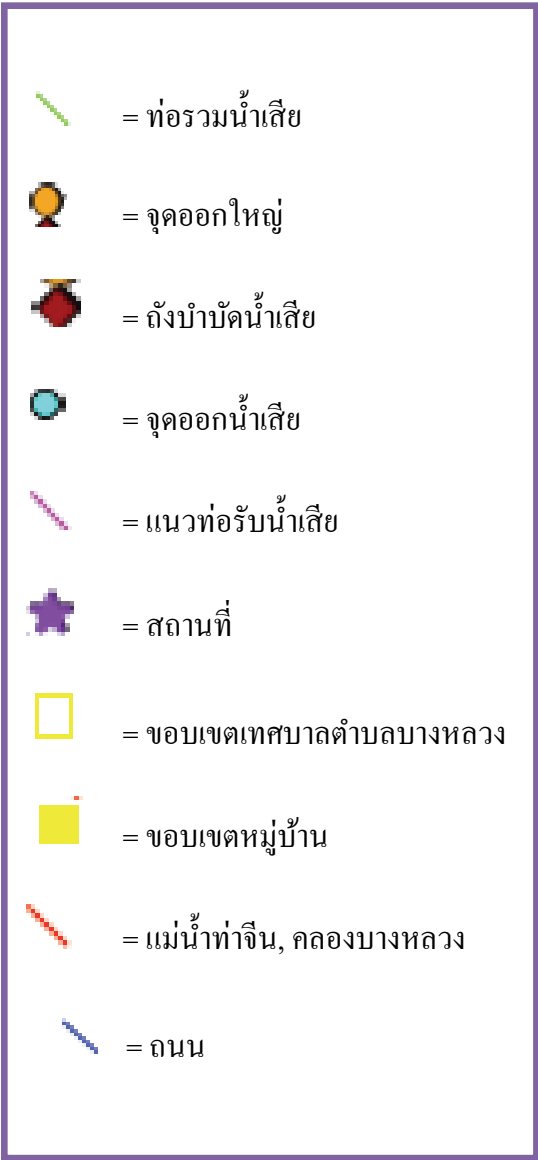 = ท่อรวมน้ำเสีย
= จุดออกใหญ่
= ถังบำบัดน้ำเสีย
= จุดออกน้ำเสีย
= แนวท่อรับน้ำเสีย
= สถานที่
= ขอบเขตเทศบาลตำบลบางหลวง
= ขอบเขตหมู่บ้าน
= แม่น้ำท่าจีน, คลองบางหลวง
= ถนน